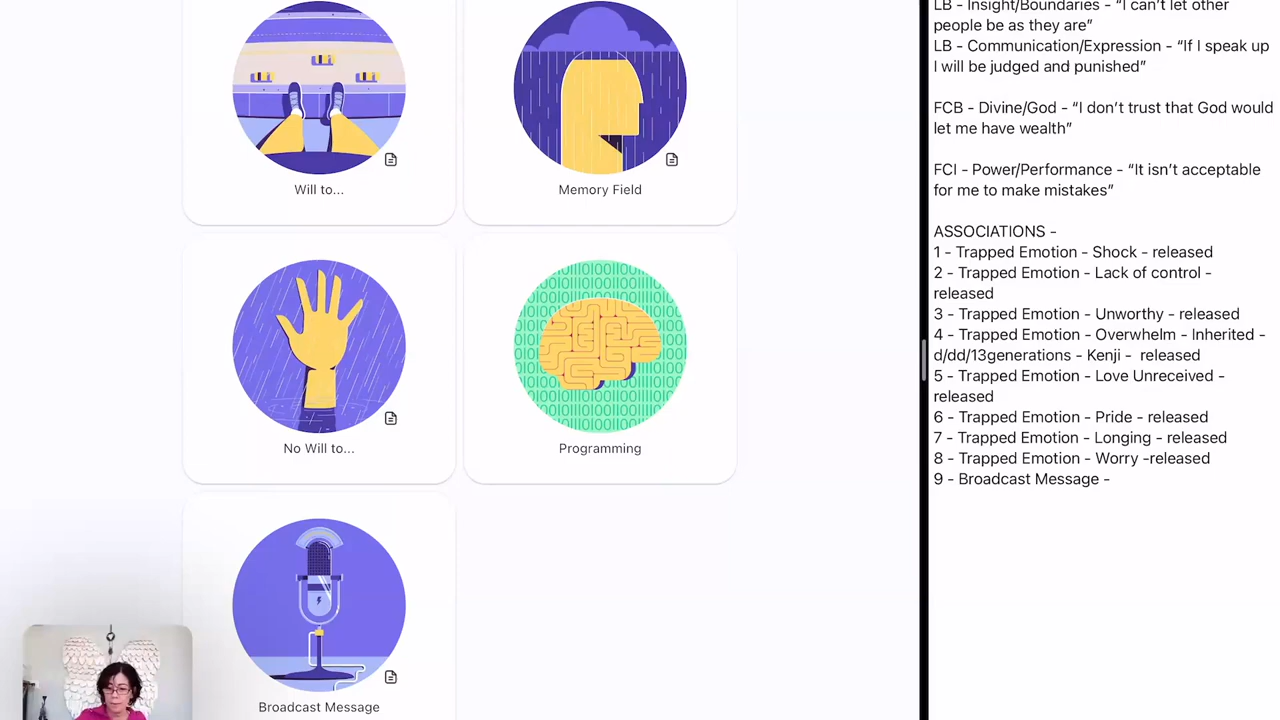 Will to...
Memory Field
No Will to...
Programming
Broadcast Message
LB - Insight/Boundaries - “I can’t let other
people be as they are”
LB - Communication/Expression - “If I speak up
I will be judged and punished”
FCB - Divine/God - “I don’t trust that God would
let me have wealth”
FCI - Power/Performance - “It isn’t acceptable
for me to make mistakes”
ASSOCIATIONS -
1 - Trapped Emotion - Shock - released
2 - Trapped Emotion - Lack of control -
released
3 - Trapped Emotion - Unworthy - released
4 - Trapped Emotion - Overwhelm - Inherited -
d/dd/13generations - Kenji -  released
5 - Trapped Emotion - Love Unreceived -
released
6 - Trapped Emotion - Pride - released
7 - Trapped Emotion - Longing - released
8 - Trapped Emotion - Worry -released
9 - Broadcast Message -